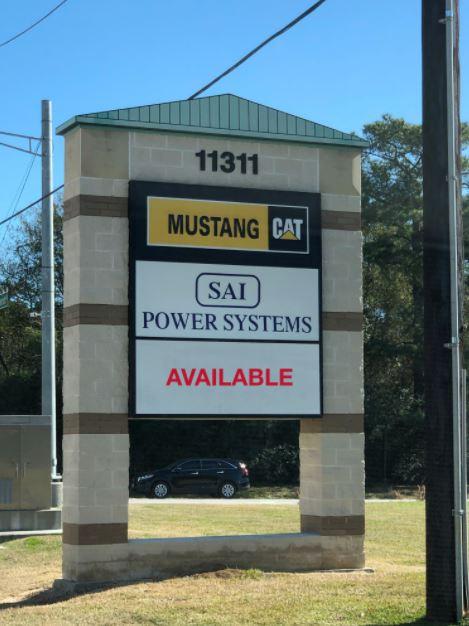 11311
MUSTANG CAT
SAI
POWER SYSTEMS
AVAILABLE